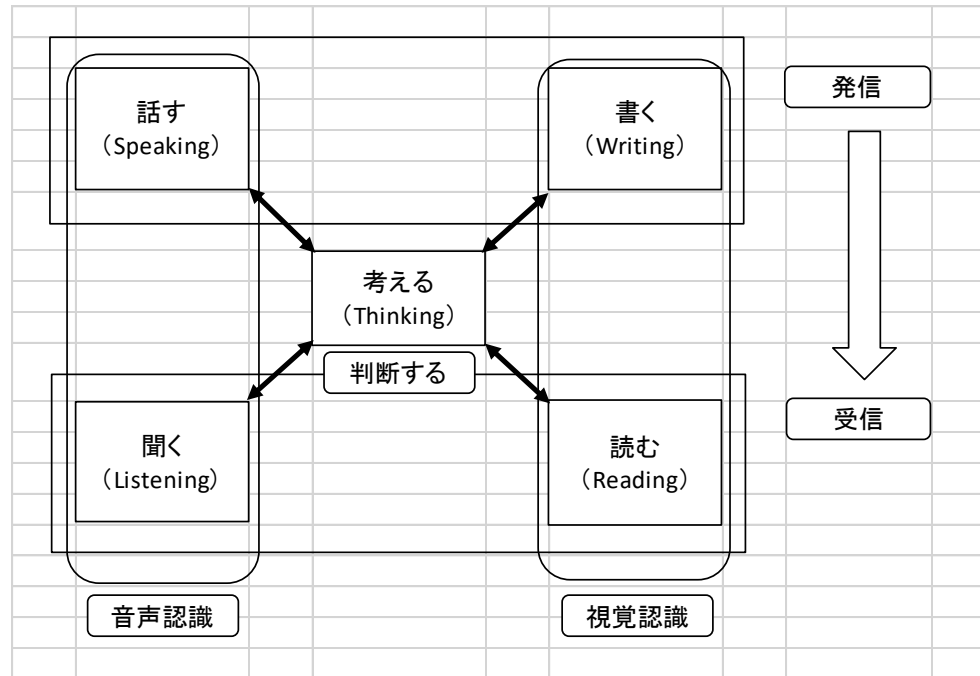 話す
（Speaking）
書く
（Writing）
発信
考える
（Thinking）
判断する
聞く
（Listening）
読む
（Reading）
受信
音声認識
視覚認識